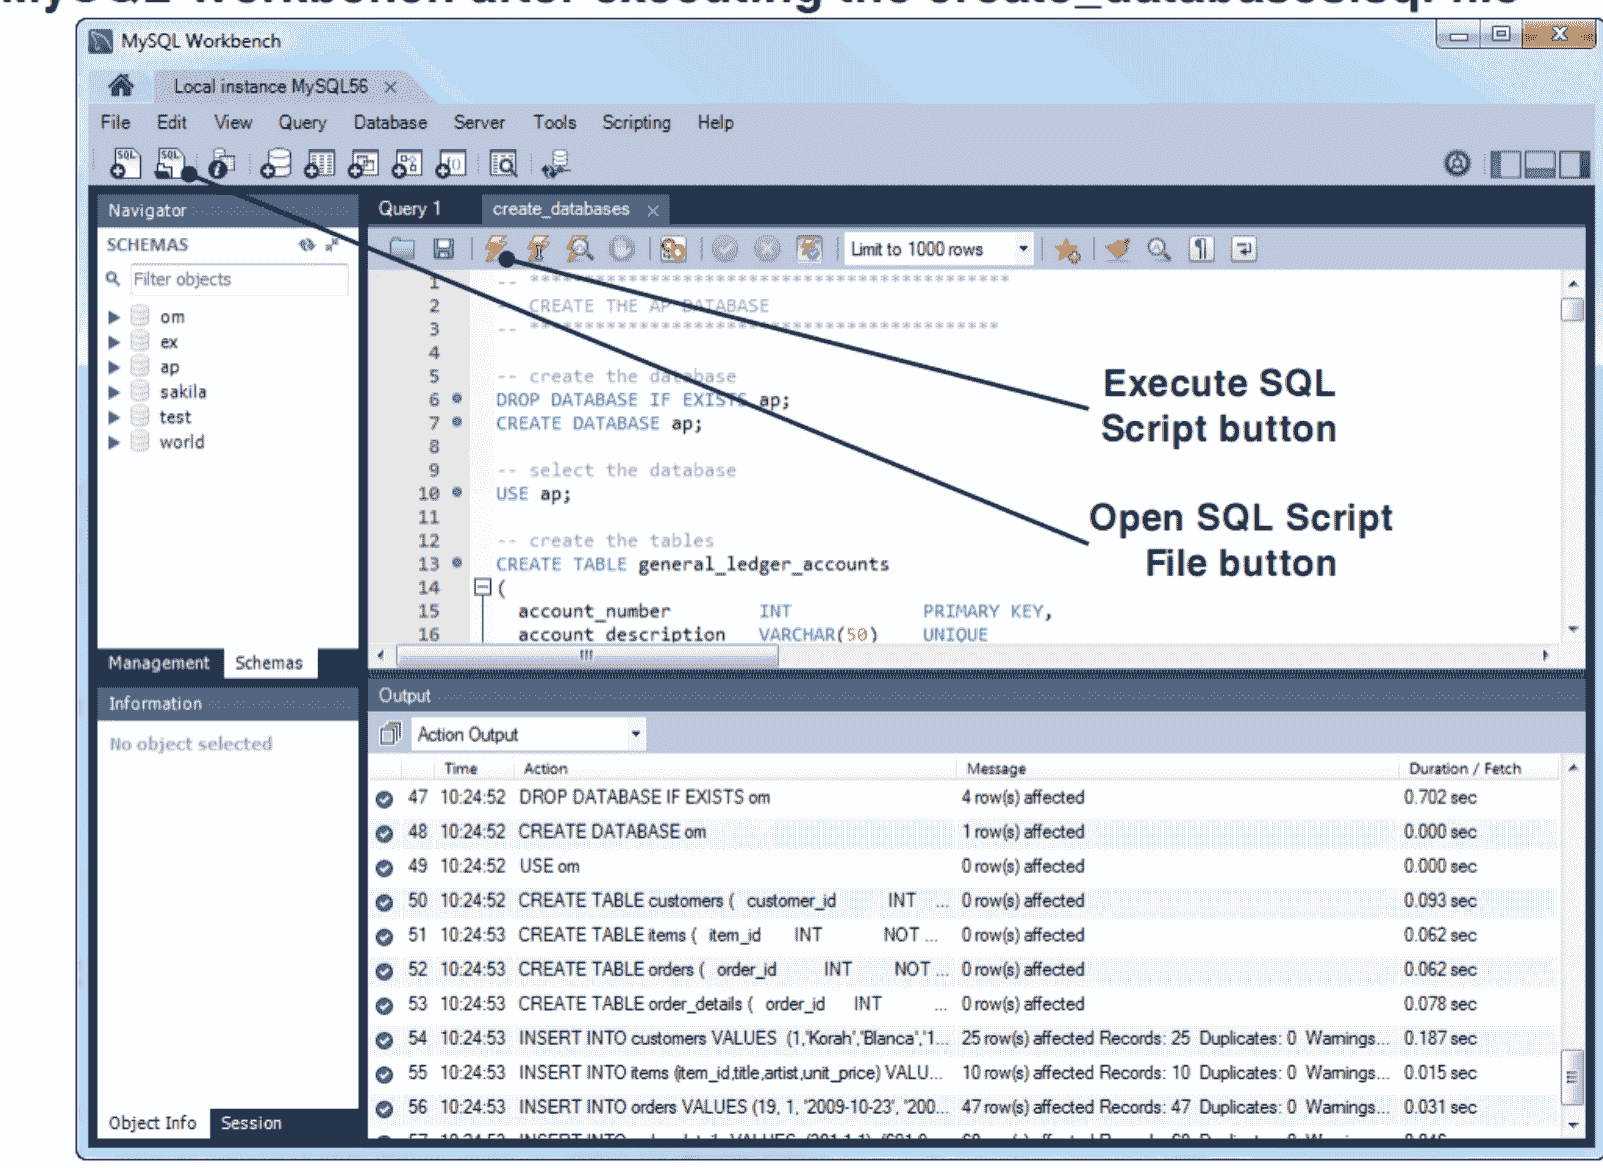 MySQL Workbench after executing the create_databases.sql file
MySQL Workbench
Local instance MySQL56
File Edit View Query Database Server Tools Scripting Help
Navigator
SCHEMAS
Filter objects
om
ex
ap
sakila
test
world
Management Schemas
Information
No object selected
Object Info Session
Query 1 create_databases
Limit to 1000 rows
1 -- *********************************************
2 -- CREATE THE AP DATABASE
3 -- ********************************************
4
5 -- create the database
6 DROP DATABASE IF EXISTS ap;
7 CREATE DATABASE ap;
8
9 -- select the database
10 USE ap;
11
12 -- create the tables
13 CREATE TABLE general_ledger_accounts
14 (
15 account_number INT PRIMARY KEY,
16 account_description VARCHAR(50) UNIQUE
Execute SQL
Script button
Open SQL Script
File button
Output
Action Output
Time Action Message Duration / Fetch
47 10:24:52 DROP DATABASE IF EXISTS om 4 row(s) affected 0.702 sec
48 10:24:52 CREATE DATABASE om 1 row(s) affected 0.000 sec
49 10:24:52 USE om 0 row(s) affected 0.000 sec
50 10:24:52 CREATE TABLE customers ( customer_id INT ... 0 row(s) affected 0.093 sec
51 10:24:53 CREATE TABLE items ( item_id INT NOT ... 0 row(s) affected 0.062 sec
52 10:24:53 CREATE TABLE orders ( order_id INT NOT ... 0 row(s) affected 0.062 sec
53 10:24:53 CREATE TABLE order_details ( order_id INT ... 0 row(s) affected 0.078 sec
54 10:24:53 INSERT INTO customers VALUES (1,'Korah','Blanca','1... 25 row(s) affected Records: 25 Duplicates: 0 Warnings... 0.187 sec
55 10:24:53 INSERT INTO items (item_id,title,artist,unit_price) VALU... 10 row(s) affected Records: 10 Duplicates: 0 Warnings... 0.015 sec
56 10:24:53 INSERT INTO orders VALUES (19, 1, '2009-10-23', '200... 47 row(s) affected Records: 47 Duplicates: 0 Warnings... 0.031 sec